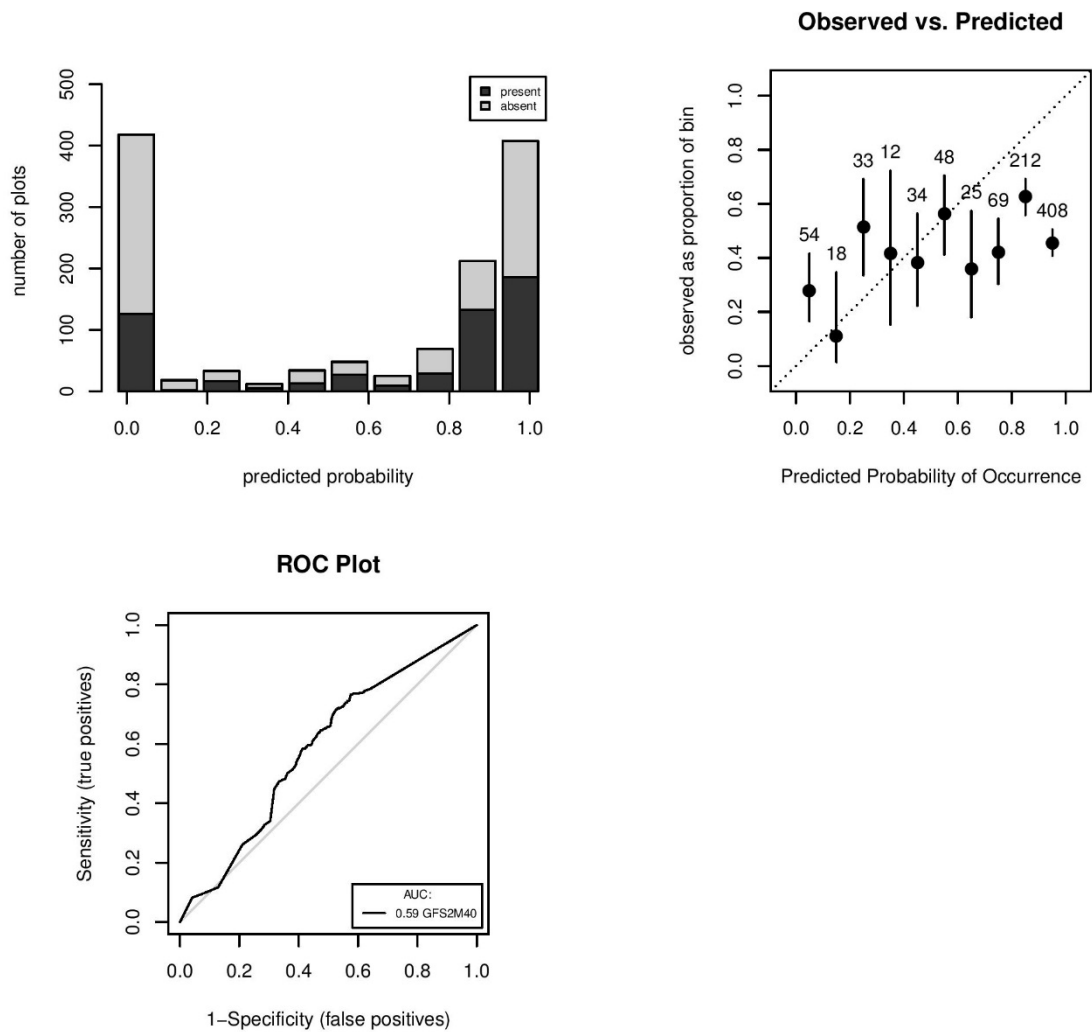 number of plots
500
400
300
200
100
0
present
absent
0.0 0.2 0.4 0.6 0.8 1.0
predicted probability
Observed vs. Predicted
observed as proportion of bin
1.0
0.8
0.6
0.4
0.2
0.0
54
18
33
12
34
48
25
69
212
408
0.0 0.2 0.4 0.6 0.8 1.0
Predicted Probability of Occurrence
ROC Plot
Sensitivity (true positives)
1.0
0.8
0.6
0.4
0.2
0.0
AUC:
0.59 GFS2M40
0.0 0.2 0.4 0.6 0.8 1.0
1−Specificity (false positives)